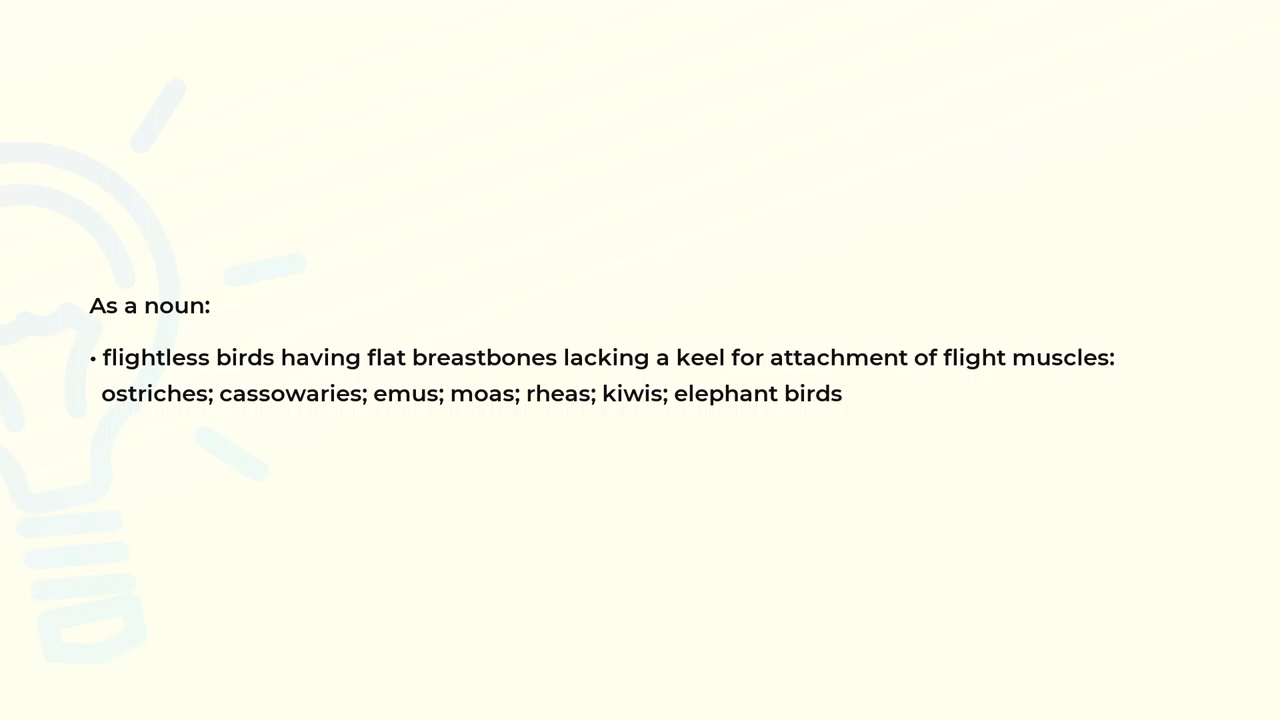 As a noun:
• flightless birds having flat breastbones lacking a keel for attachment of flight muscles:
ostriches; cassowaries; emus; moas; rheas; kiwis; elephant birds